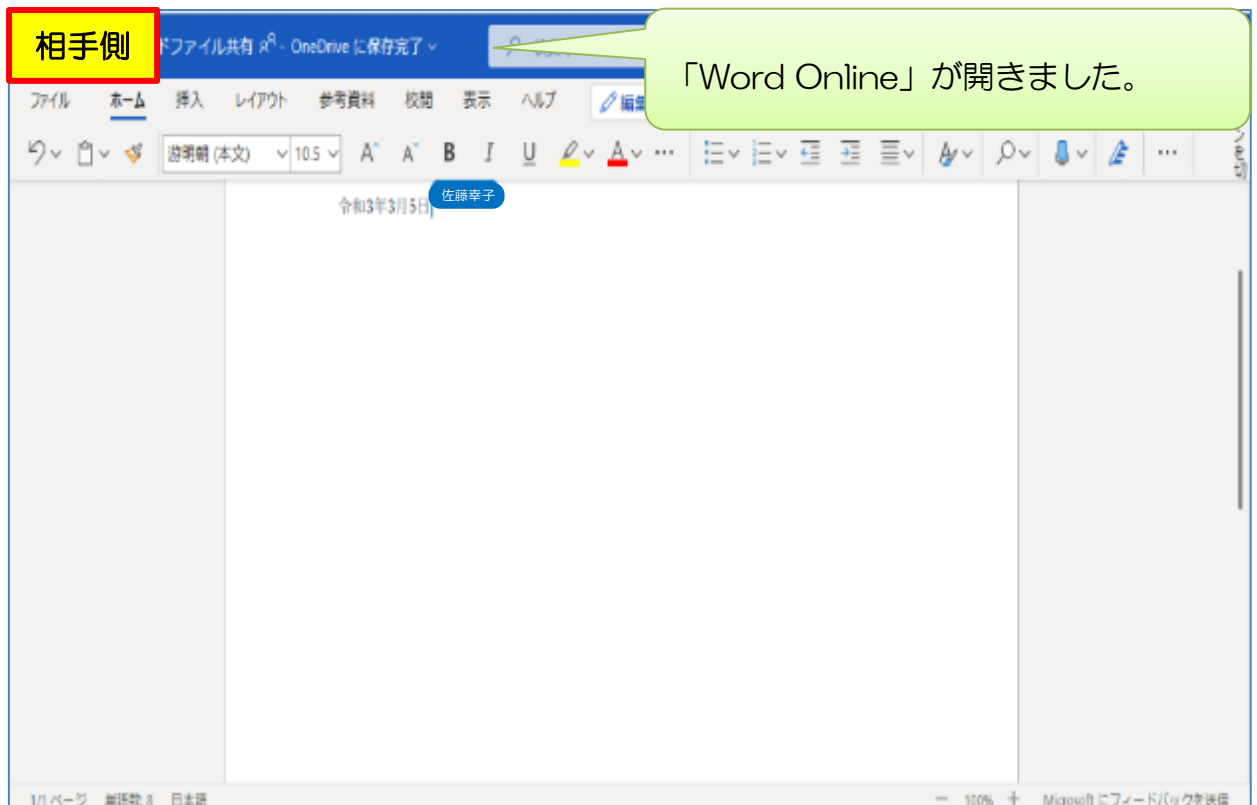 相手側
ドファイル共有 - OneDrive に保存完了
「Word Online」が開きました。
ファイル ホーム 挿入 レイアウト 参考資料 校閲 表示 ヘルプ
游明朝 (本文) 10.5 A A B I U A
令和3年3月5日
佐藤幸子
1/1 ページ 単語数: 8 日本語 100% Microsoft にフィードバックを送信